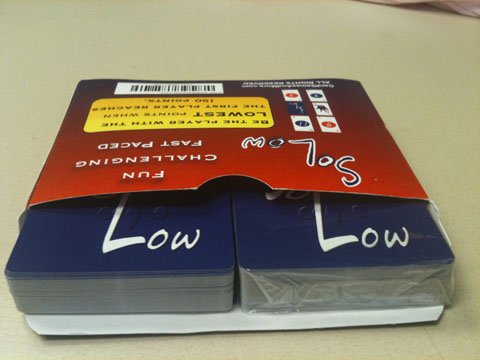 FUN
CHALLENGING
FAST PACED
SoLow
BE THE PLAYER WITH THE
LOWEST POINTS WHEN
THE FIRST PLAYER REACHES
150 POINTS.
ALL RIGHTS RESERVED
Low
Low